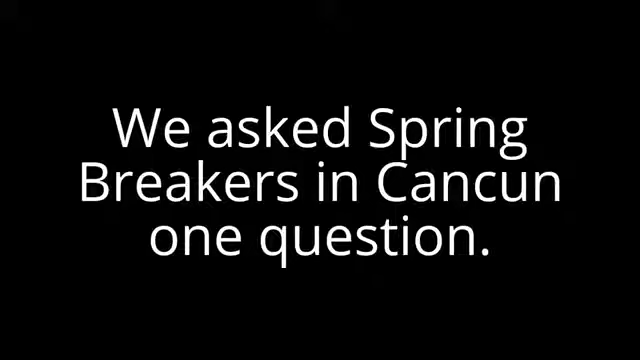 We asked Spring
Breakers in Cancun
one question.